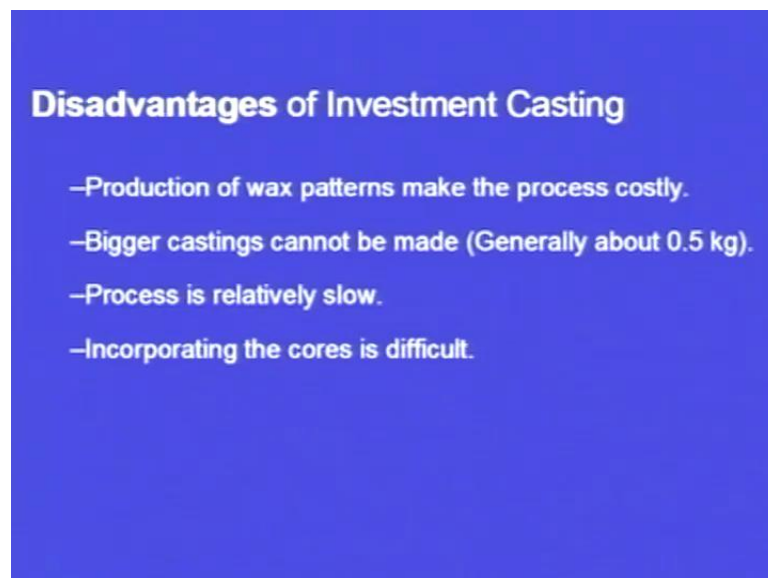 Disadvantages of Investment Casting
–Production of wax patterns make the process costly.
–Bigger castings cannot be made (Generally about 0.5 kg).
–Process is relatively slow.
–Incorporating the cores is difficult.